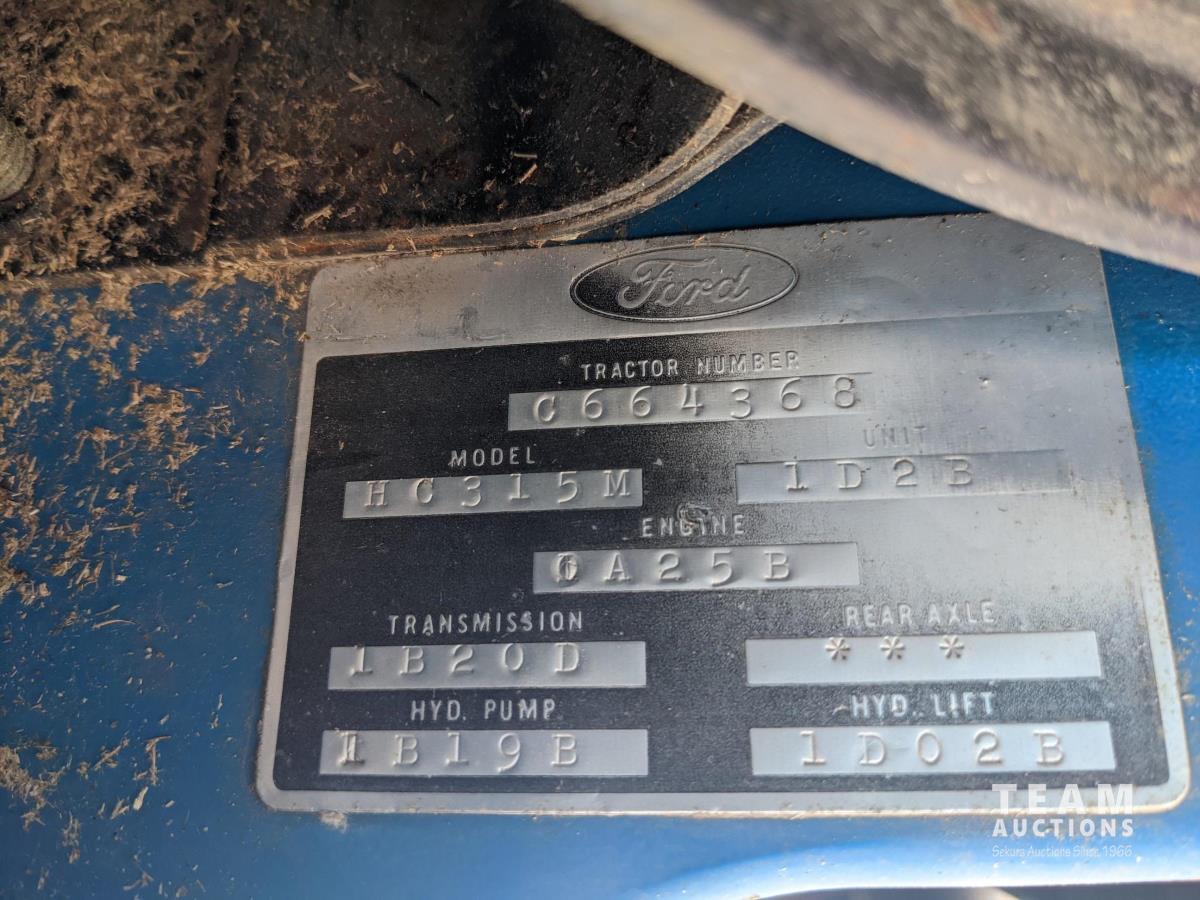 Ford
TRACTOR NUMBER
C664368
MODEL UNIT
HC315M 1D2B
ENGINE
A25B
TRANSMISSION REAR AXLE
1B20D ***
HYD. PUMP HYD. LIFT
1B19B 1D02B
TEAM
AUCTIONS
Sekura Auctions Since 1966